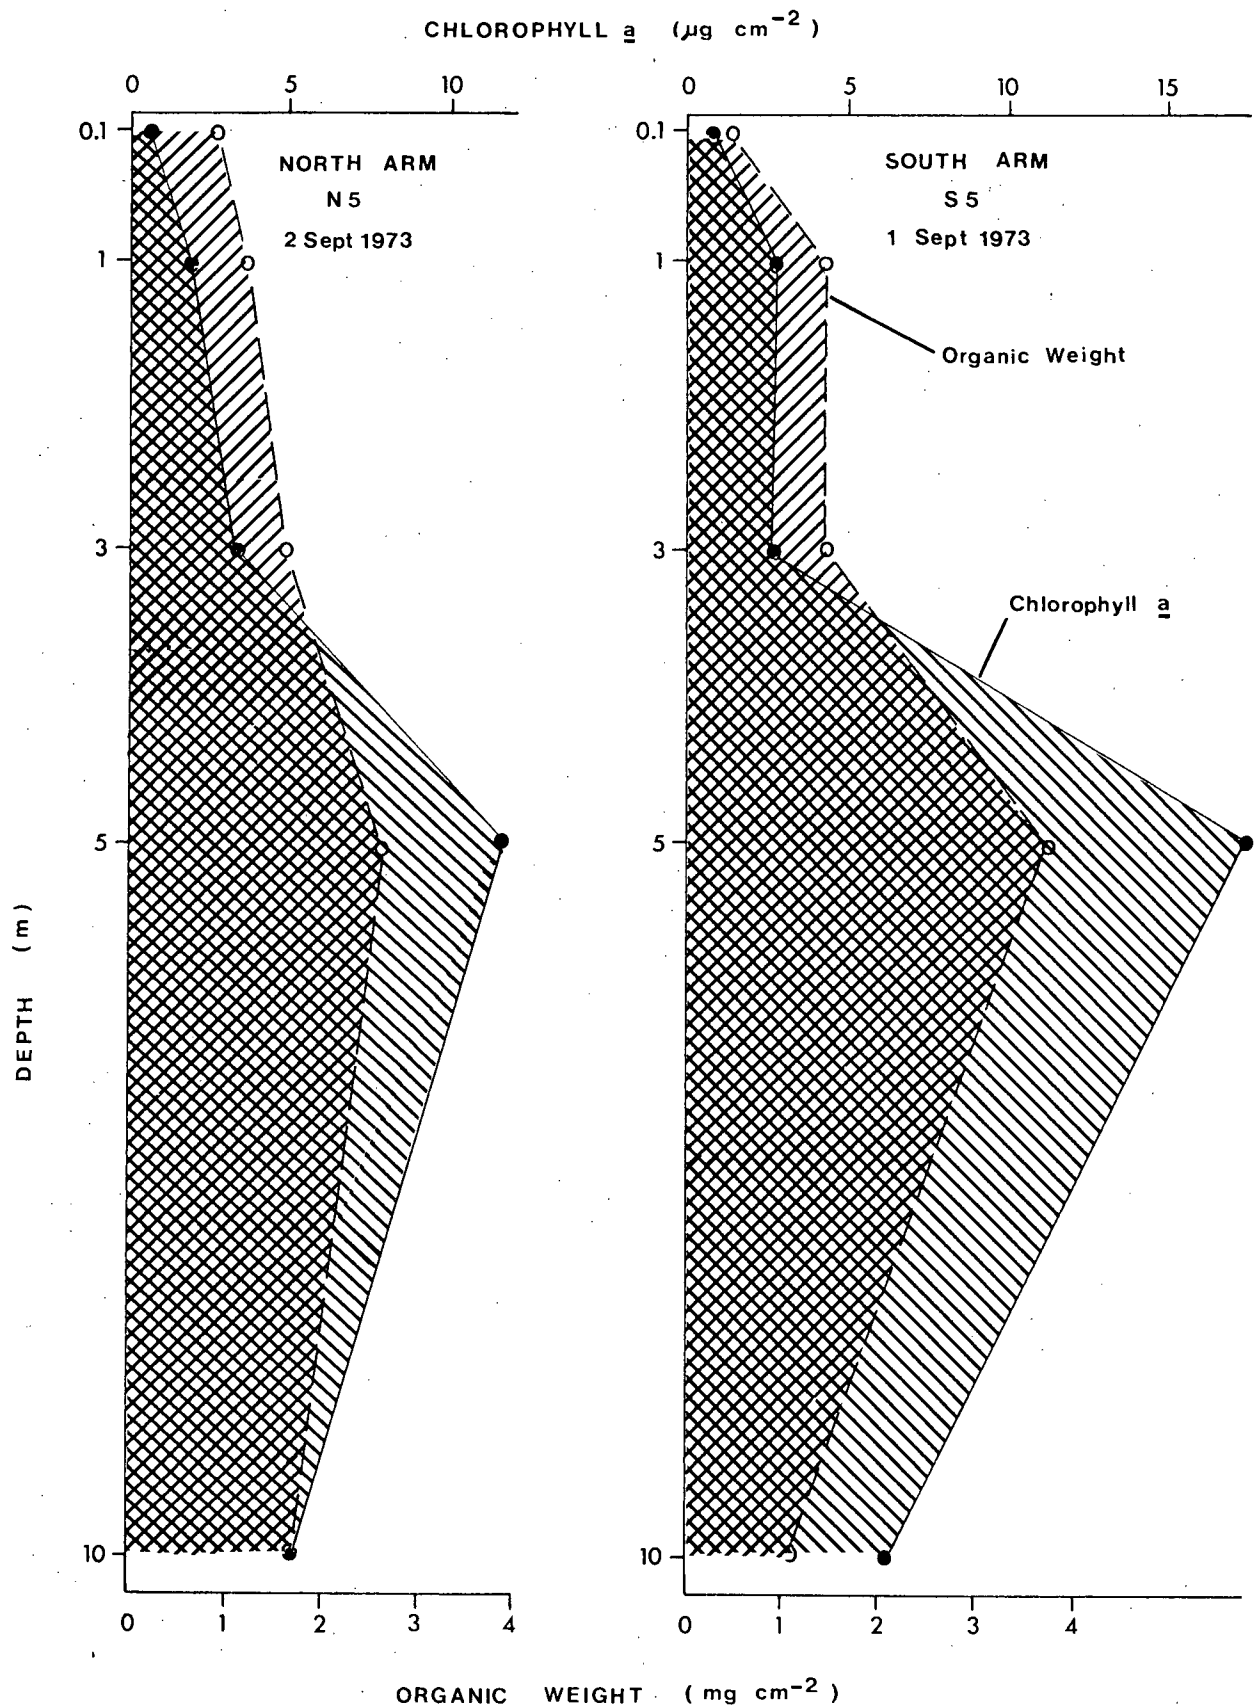 CHLOROPHYLL a (µg cm⁻²)
0 5 10
0 5 10 15
0.1
1
3
5
10
NORTH ARM
N5
2 Sept 1973
0.1
1
3
5
10
SOUTH ARM
S5
1 Sept 1973
Organic Weight
Chlorophyll a
DEPTH (m)
0 1 2 3 4
0 1 2 3 4
ORGANIC WEIGHT (mg cm⁻²)